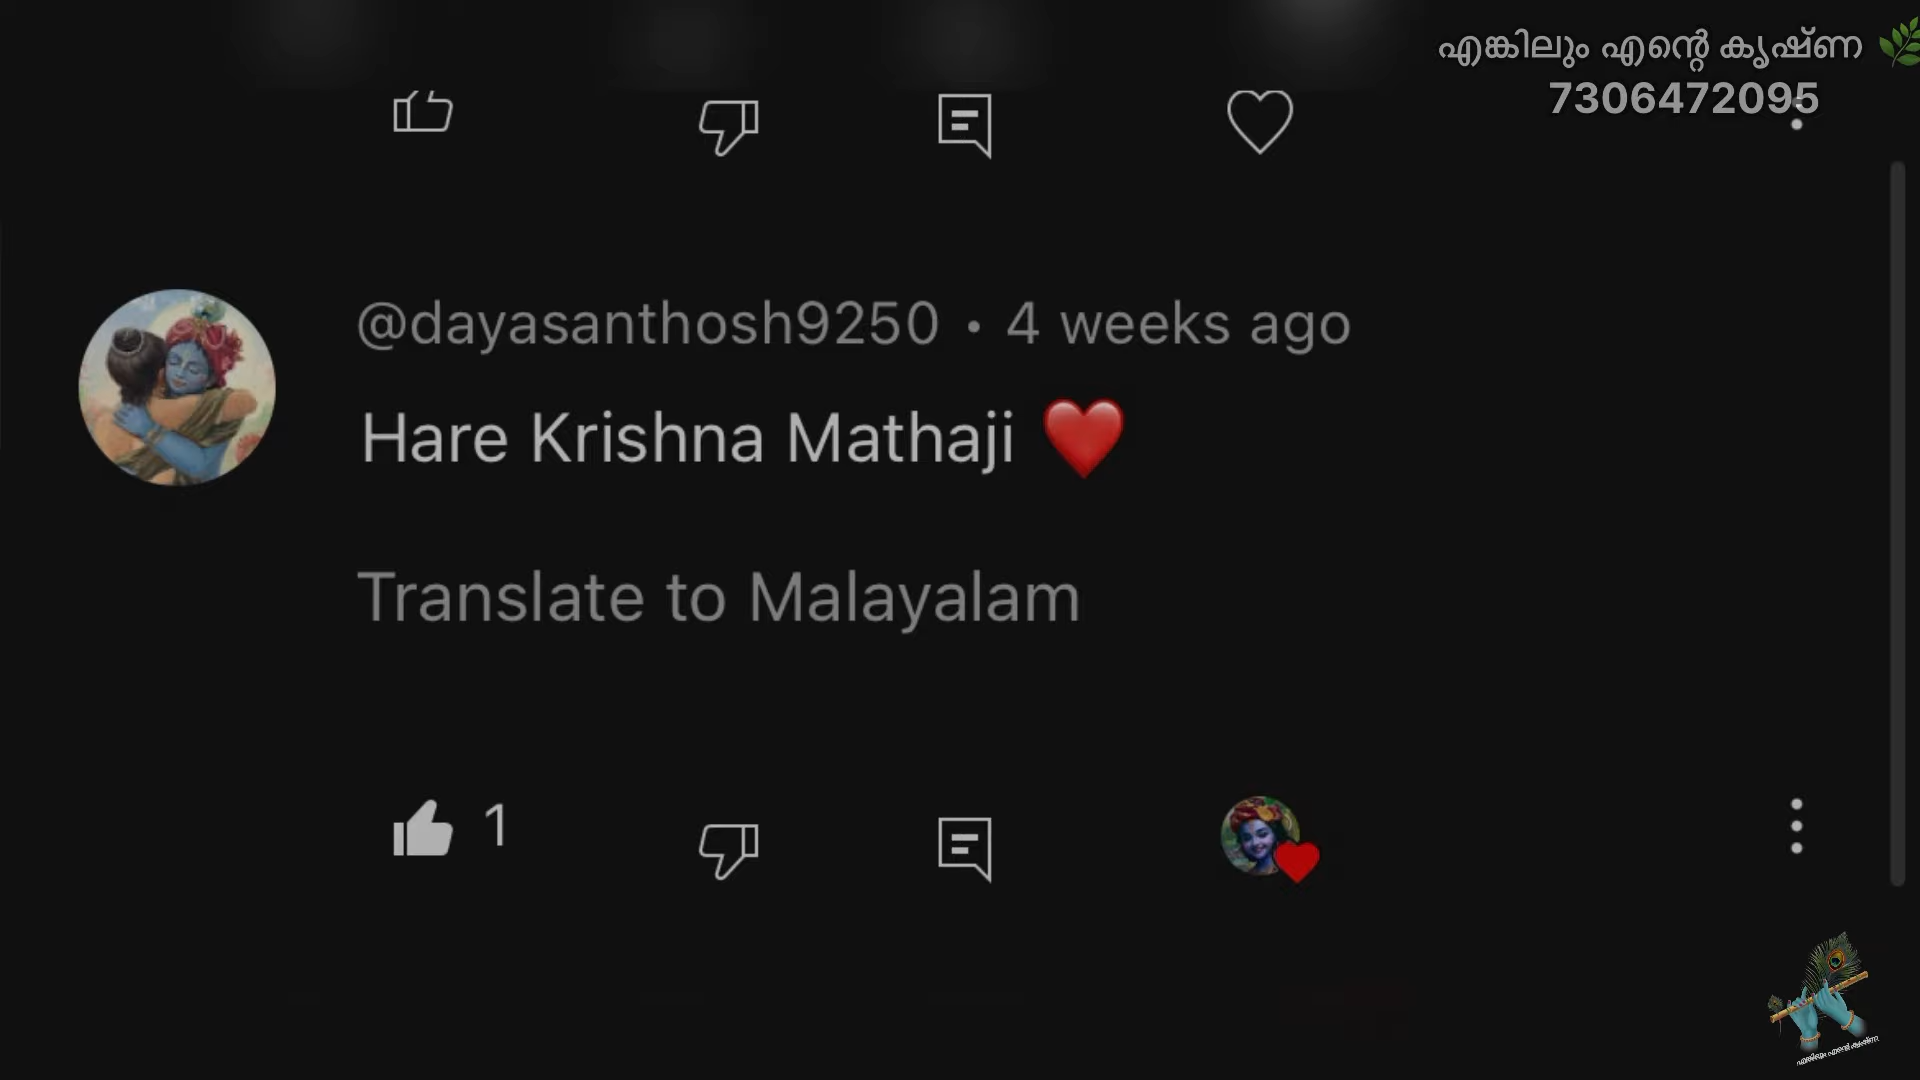 എങ്കിലും എന്റെ കൃഷ്ണ
7306472095
@dayasanthosh9250 • 4 weeks ago
Hare Krishna Mathaji ❤️
Translate to Malayalam
1